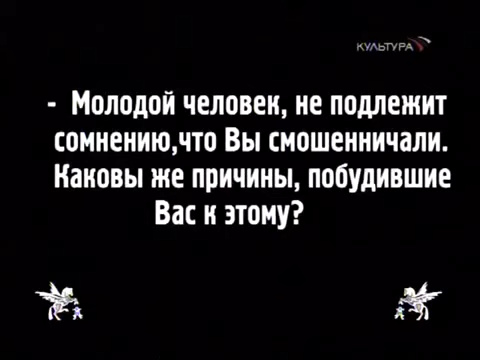 КУЛЬТУРА
- Молодой человек, не подлежит
сомнению,что Вы смошенничали.
Каковы же причины, побудившие
Вас к этому?